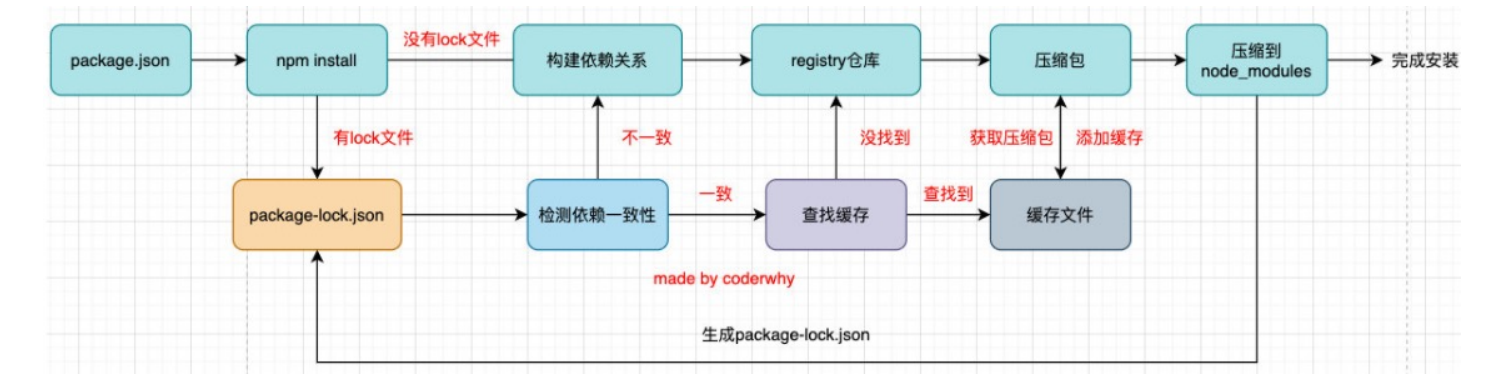 没有lock文件
package.json
npm install
构建依赖关系
registry仓库
压缩包
压缩到
node_modules
完成安装
有lock文件
不一致
没找到
获取压缩包
添加缓存
package-lock.json
检测依赖一致性
一致
查找缓存
查找到
缓存文件
made by coderwhy
生成package-lock.json